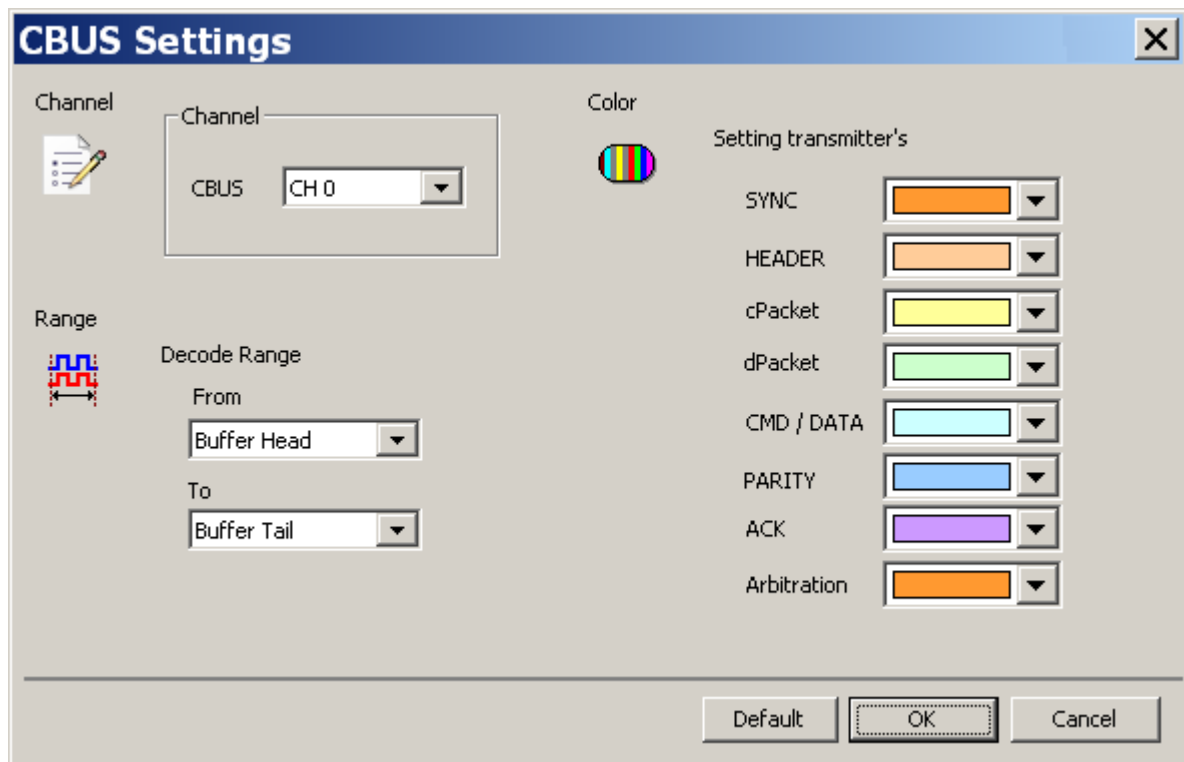 CBUS Settings
Channel
Channel
CBUS CH 0
Range
Decode Range
From
Buffer Head
To
Buffer Tail
Color
Setting transmitter's
SYNC
HEADER
cPacket
dPacket
CMD / DATA
PARITY
ACK
Arbitration
Default OK Cancel